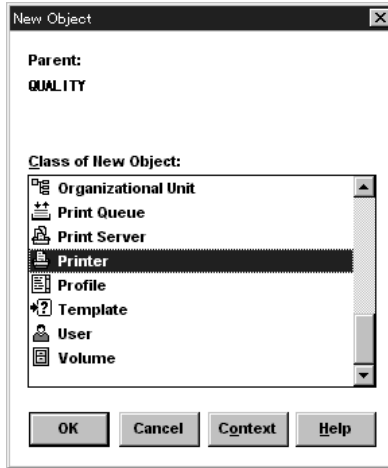 New Object
Parent:
QUALITY
Class of New Object:
Organizational Unit
Print Queue
Print Server
Printer
Profile
Template
User
Volume
OK
Cancel
Context
Help